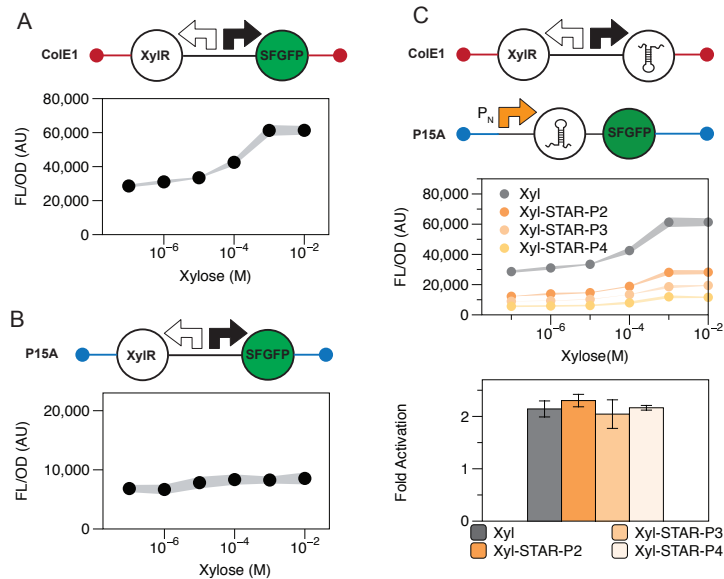 A
ColE1
XylR
SFGFP
FL/OD (AU)
80,000
60,000
40,000
20,000
0
10⁻⁶
10⁻⁴
10⁻²
Xylose (M)
B
P15A
XylR
SFGFP
FL/OD (AU)
20,000
10,000
0
10⁻⁶
10⁻⁴
10⁻²
Xylose (M)
C
ColE1
XylR
P15A
P_N
SFGFP
FL/OD (AU)
80,000
60,000
40,000
20,000
0
Xyl
Xyl-STAR-P2
Xyl-STAR-P3
Xyl-STAR-P4
10⁻⁶
10⁻⁴
10⁻²
Xylose(M)
Fold Activation
2
1
0
Xyl
Xyl-STAR-P2
Xyl-STAR-P3
Xyl-STAR-P4